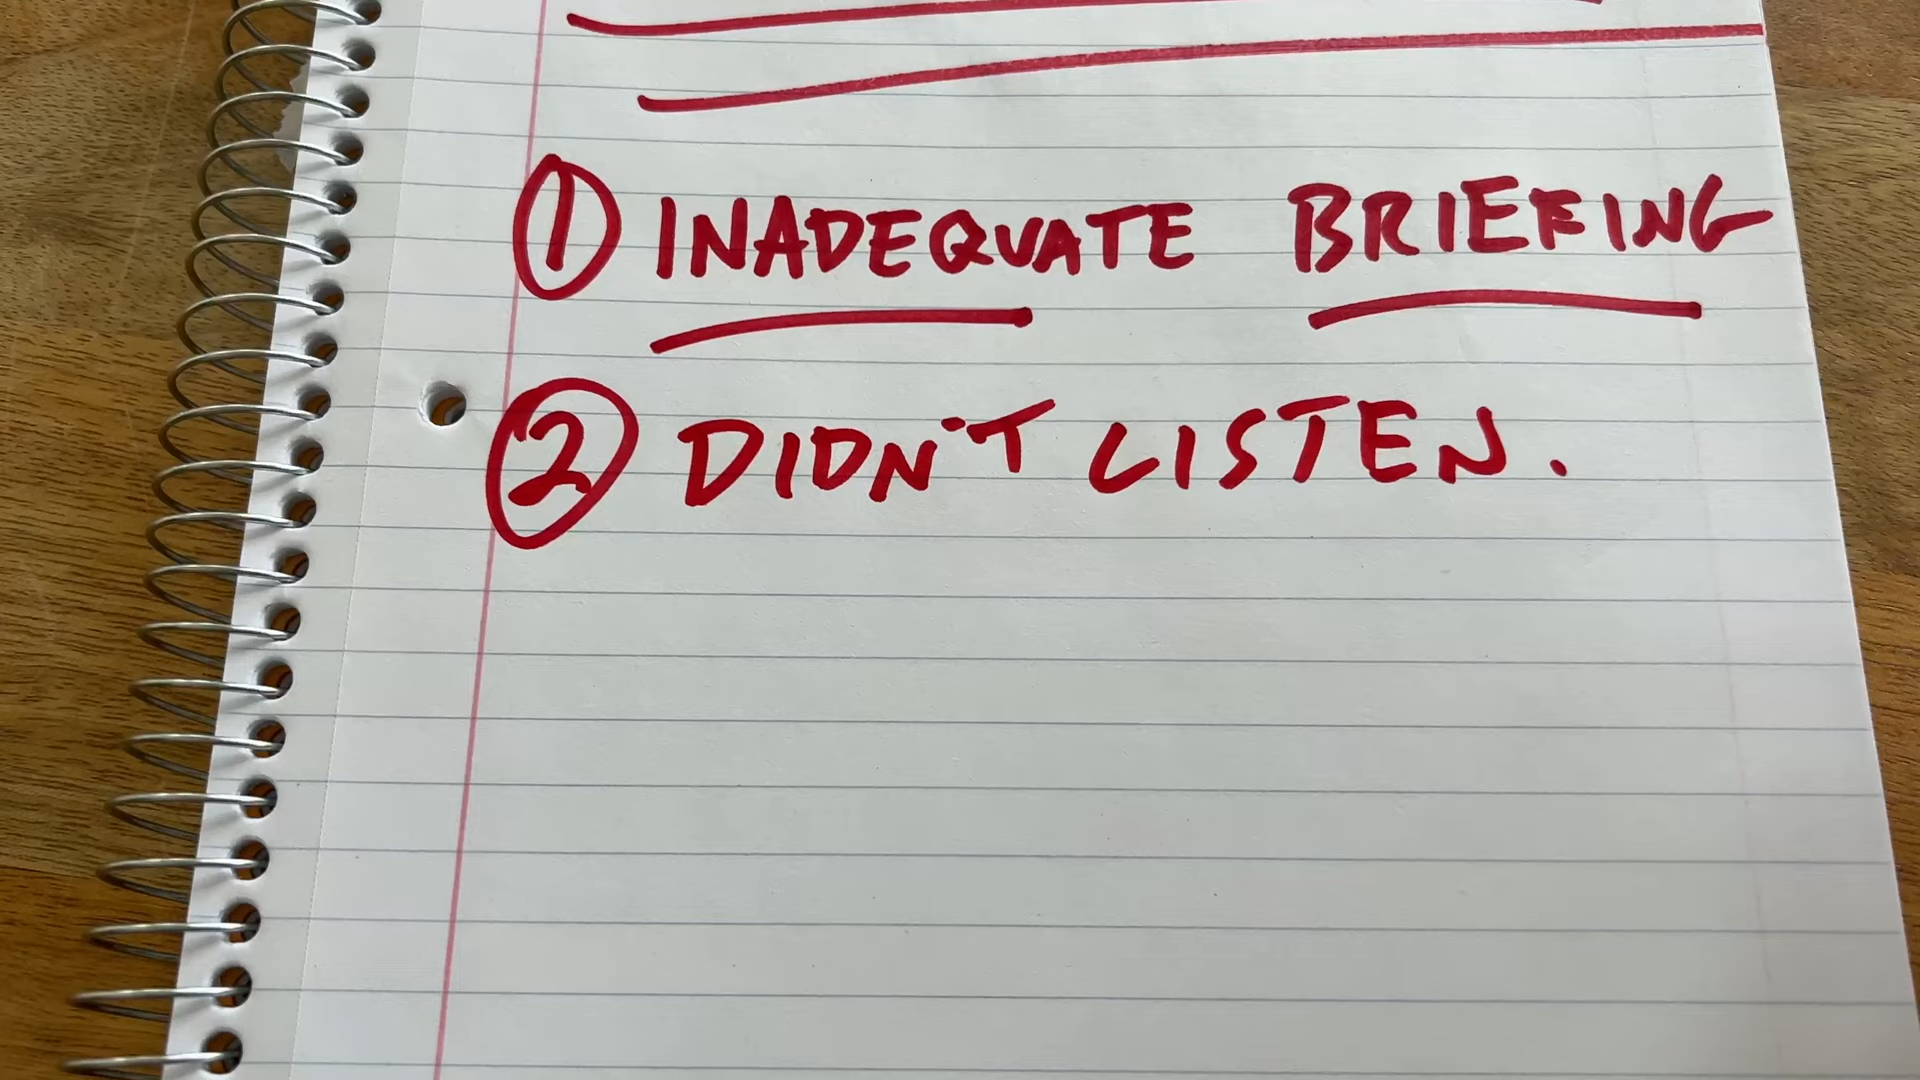 ① INADEQUATE BRIEFING
② DIDN'T LISTEN.